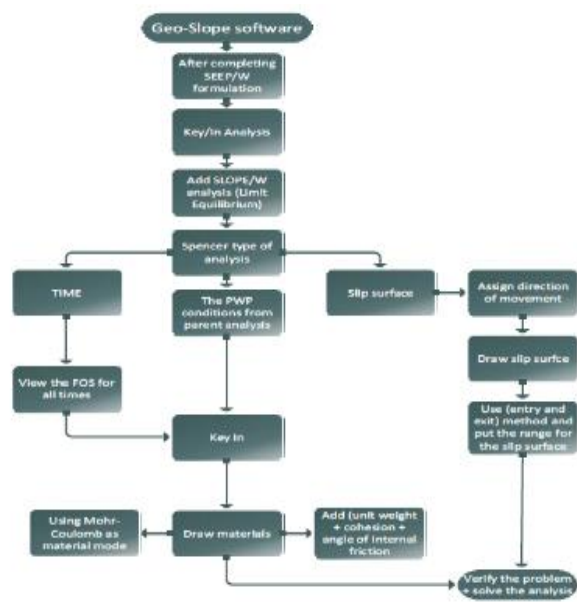 Geo-Slope software
After completing
SEEP/W
formulation
Key/In Analysis
Add SLOPE/W
analysis (Limit
Equilibrium)
Spencer type of
analysis
TIME
The PWP
conditions from
parent analysis
Slip surface
Assign direction
of movement
View the FOS for
all times
Draw slip surfce
Key In
Use (entry and
exit) method and
put the range for
the slip surface
Using Mohr-
Coulomb as
material mode
Draw materials
Add (unit weight
+ cohesion +
angle of internal
friction
Verify the problem
+ solve the analysis